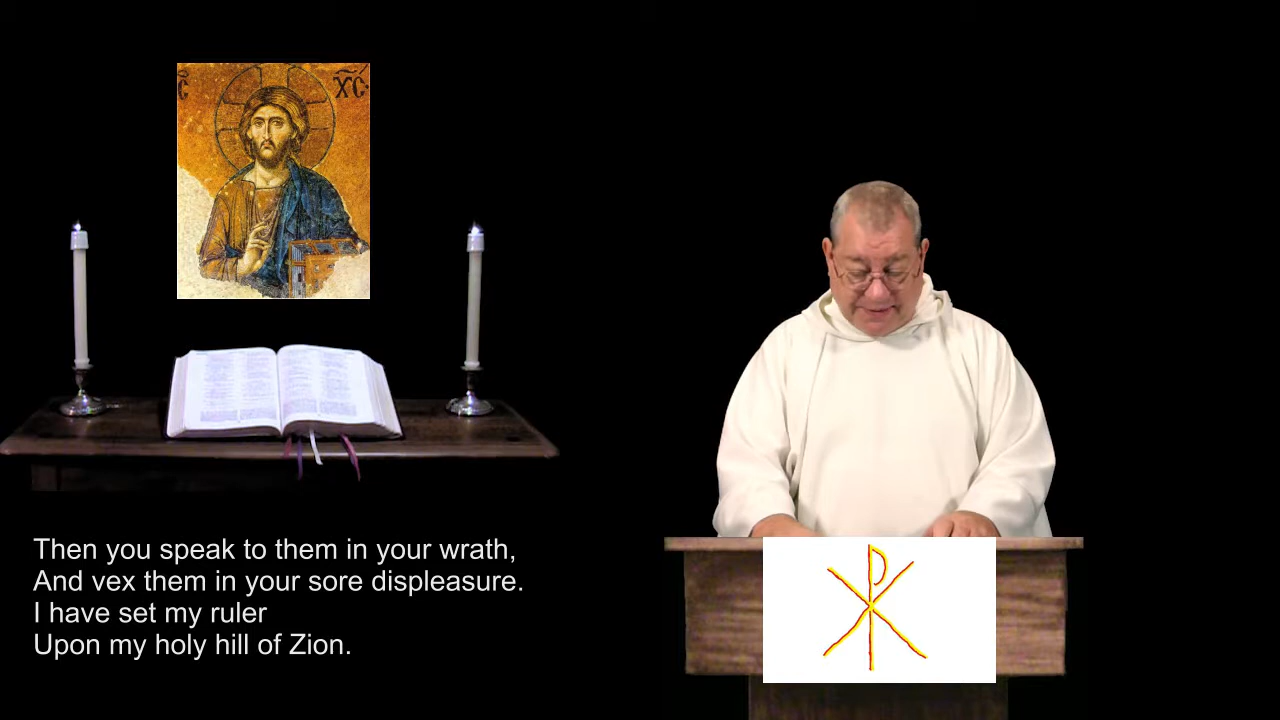 C
XC
Then you speak to them in your wrath,
And vex them in your sore displeasure.
I have set my ruler
Upon my holy hill of Zion.